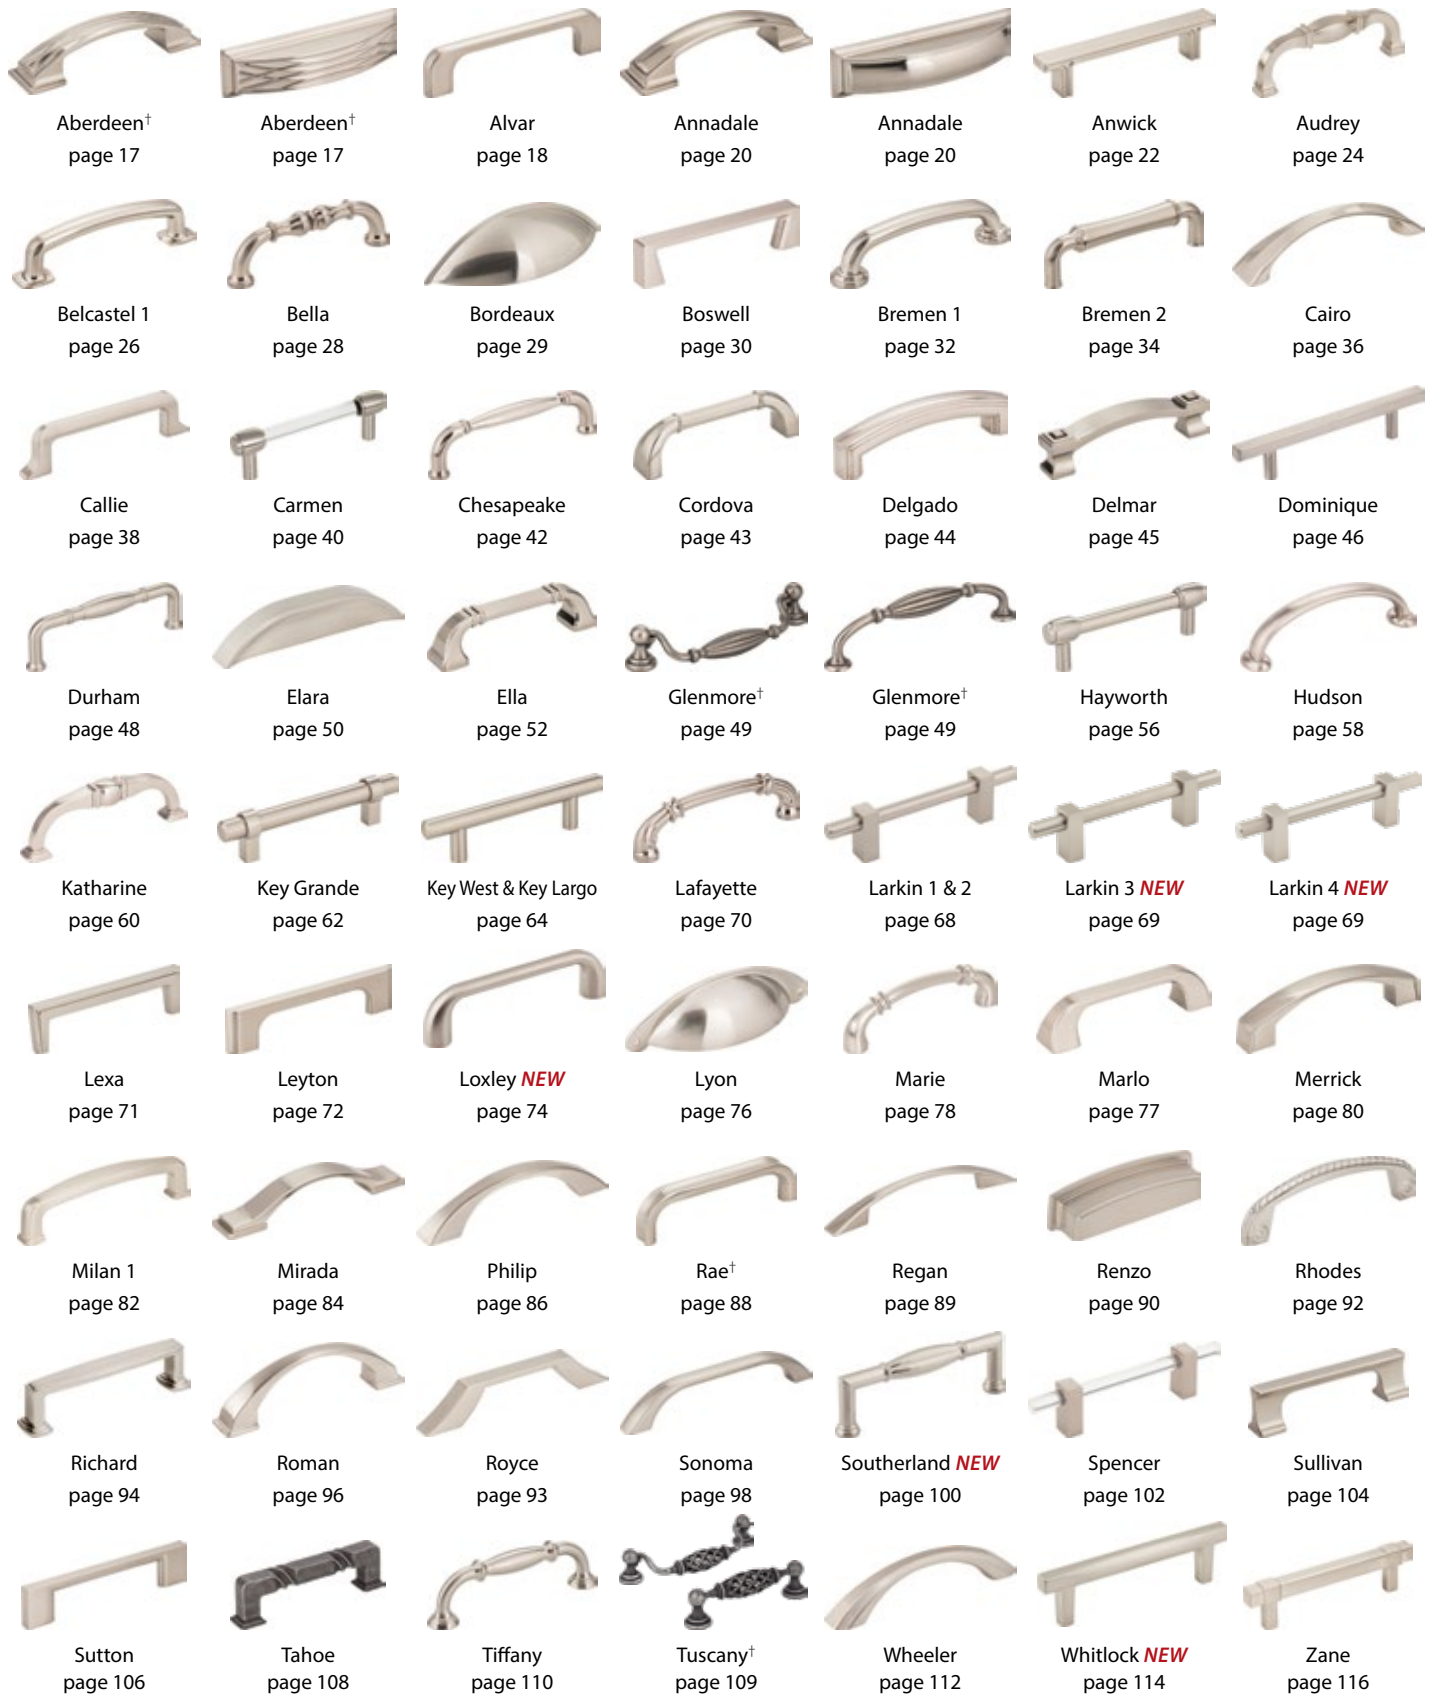 Aberdeen† Aberdeen† Alvar Annadale Annadale Anwick Audrey
page 17 page 17 page 18 page 20 page 20 page 22 page 24
Belcastel 1 Bella Bordeaux Boswell Bremen 1 Bremen 2 Cairo
page 26 page 28 page 29 page 30 page 32 page 34 page 36
Callie Carmen Chesapeake Cordova Delgado Delmar Dominique
page 38 page 40 page 42 page 43 page 44 page 45 page 46
Durham Elara Ella Glenmore† Glenmore† Hayworth Hudson
page 48 page 50 page 52 page 49 page 49 page 56 page 58
Katharine Key Grande Key West & Key Largo Lafayette Larkin 1 & 2 Larkin 3 NEW Larkin 4 NEW
page 60 page 62 page 64 page 70 page 68 page 69 page 69
Lexa Leyton Loxley NEW Lyon Marie Marlo Merrick
page 71 page 72 page 74 page 76 page 78 page 77 page 80
Milan 1 Mirada Philip Rae† Regan Renzo Rhodes
page 82 page 84 page 86 page 88 page 89 page 90 page 92
Richard Roman Royce Sonoma Southerland NEW Spencer Sullivan
page 94 page 96 page 93 page 98 page 100 page 102 page 104
Sutton Tahoe Tiffany Tuscany† Wheeler Whitlock NEW Zane
page 106 page 108 page 110 page 109 page 112 page 114 page 116